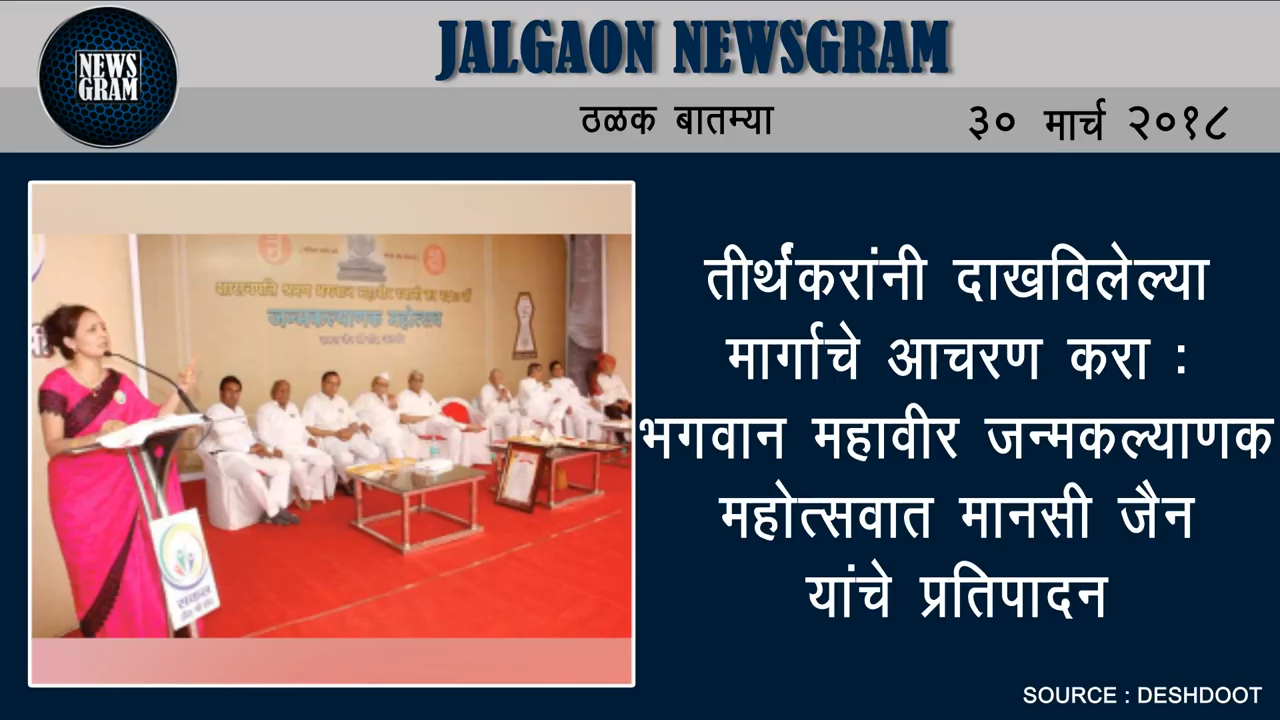 NEWS
GRAM
JALGAON NEWSGRAM
ठळक बातम्या
३० मार्च २०१८
तीर्थंकरांनी दाखविलेल्या
मार्गाचे आचरण करा :
भगवान महावीर जन्मकल्याणक
महोत्सवात मानसी जैन
यांचे प्रतिपादन
जन्मकल्याणक महोत्सव
SOURCE : DESHDOOT